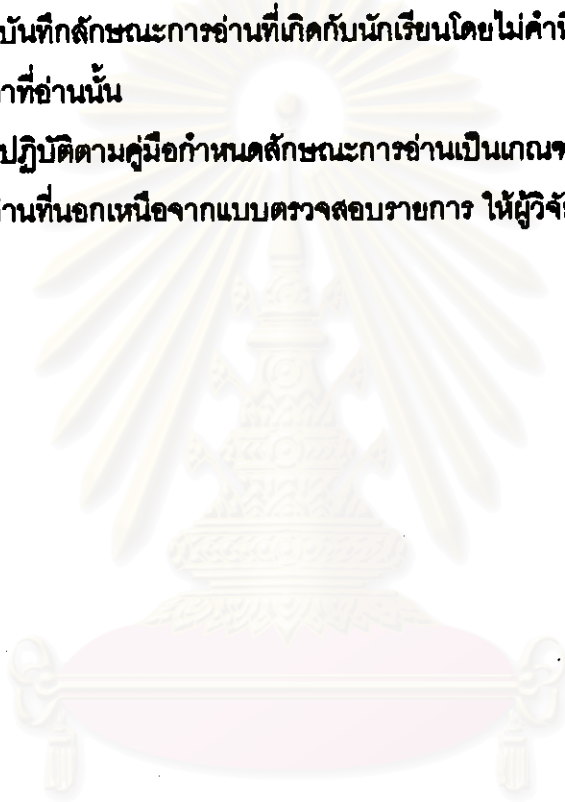 บันทึกลักษณะการอ่านที่เกิดกับนักเรียนโดยไม่คำนึ
าที่อ่านนั้น
ปฏิบัติตามคู่มือกำหนดลักษณะการอ่านเป็นเกณฑ
านที่นอกเหนือจากแบบตรวจสอบรายการ ให้ผู้วิจั